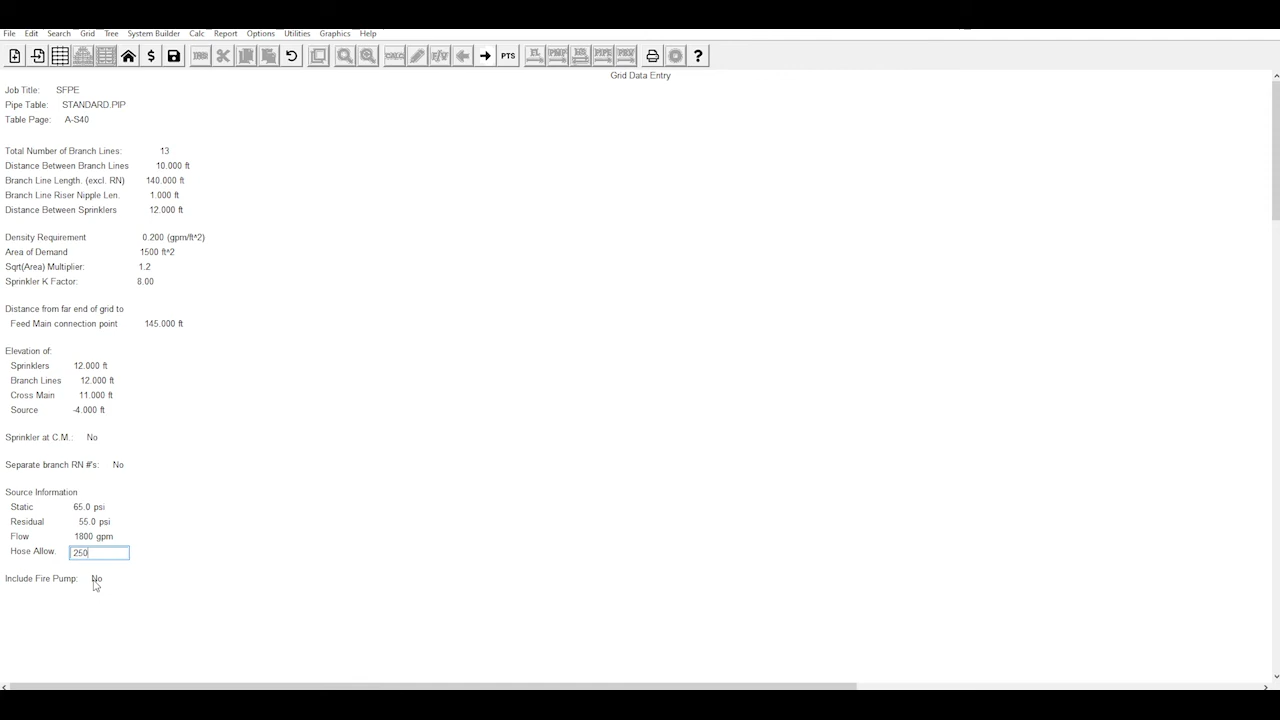 File Edit Search Grid Tree System Builder Calc Report Options Utilities Graphics Help
$ CALC F/V PTS FL PMP PIPE PRV ?
Grid Data Entry
Job Title: SFPE
Pipe Table: STANDARD.PIP
Table Page: A-S40
Total Number of Branch Lines: 13
Distance Between Branch Lines 10.000 ft
Branch Line Length. (excl. RN) 140.000 ft
Branch Line Riser Nipple Len. 1.000 ft
Distance Between Sprinklers 12.000 ft
Density Requirement 0.200 (gpm/ft^2)
Area of Demand 1500 ft^2
Sqrt(Area) Multiplier: 1.2
Sprinkler K Factor: 8.00
Distance from far end of grid to
Feed Main connection point 145.000 ft
Elevation of:
Sprinklers 12.000 ft
Branch Lines 12.000 ft
Cross Main 11.000 ft
Source -4.000 ft
Sprinkler at C.M.: No
Separate branch RN #'s: No
Source Information
Static 65.0 psi
Residual 55.0 psi
Flow 1800 gpm
Hose Allow. 250
Include Fire Pump: No